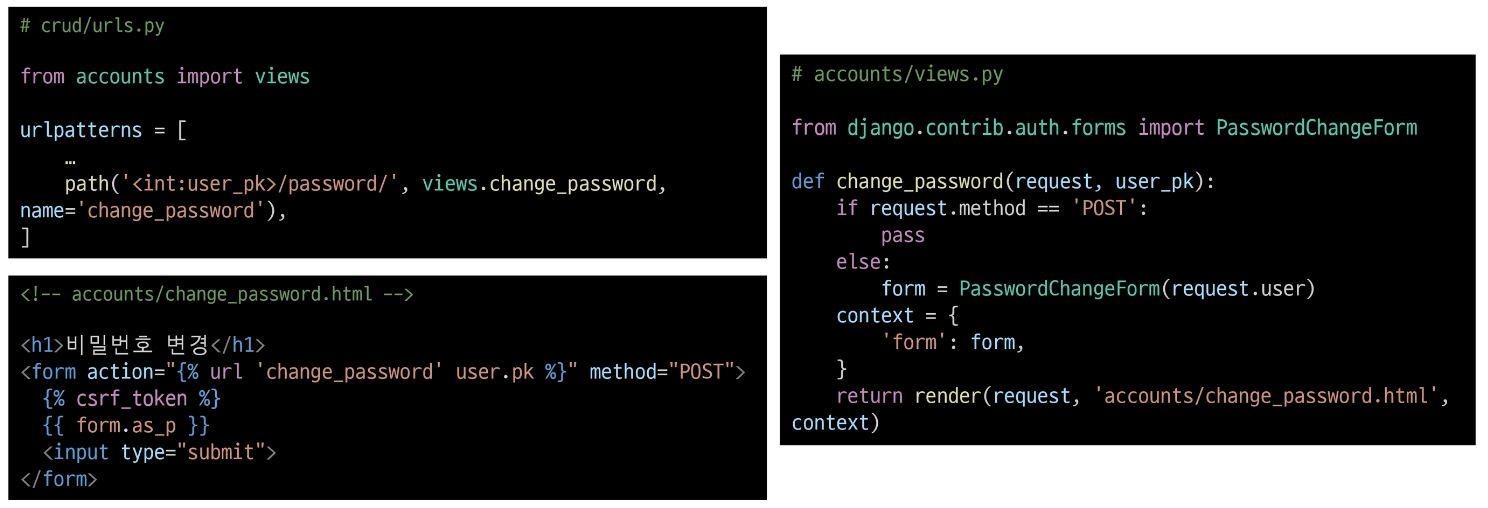 # crud/urls.py
from accounts import views
urlpatterns = [
    …
    path('<int:user_pk>/password/', views.change_password,
name='change_password'),
]
<!-- accounts/change_password.html -->
<h1>비밀번호 변경</h1>
<form action="{% url 'change_password' user.pk %}" method="POST">
  {% csrf_token %}
  {{ form.as_p }}
  <input type="submit">
</form>
# accounts/views.py
from django.contrib.auth.forms import PasswordChangeForm
def change_password(request, user_pk):
    if request.method == 'POST':
        pass
    else:
        form = PasswordChangeForm(request.user)
    context = {
        'form': form,
    }
    return render(request, 'accounts/change_password.html',
context)